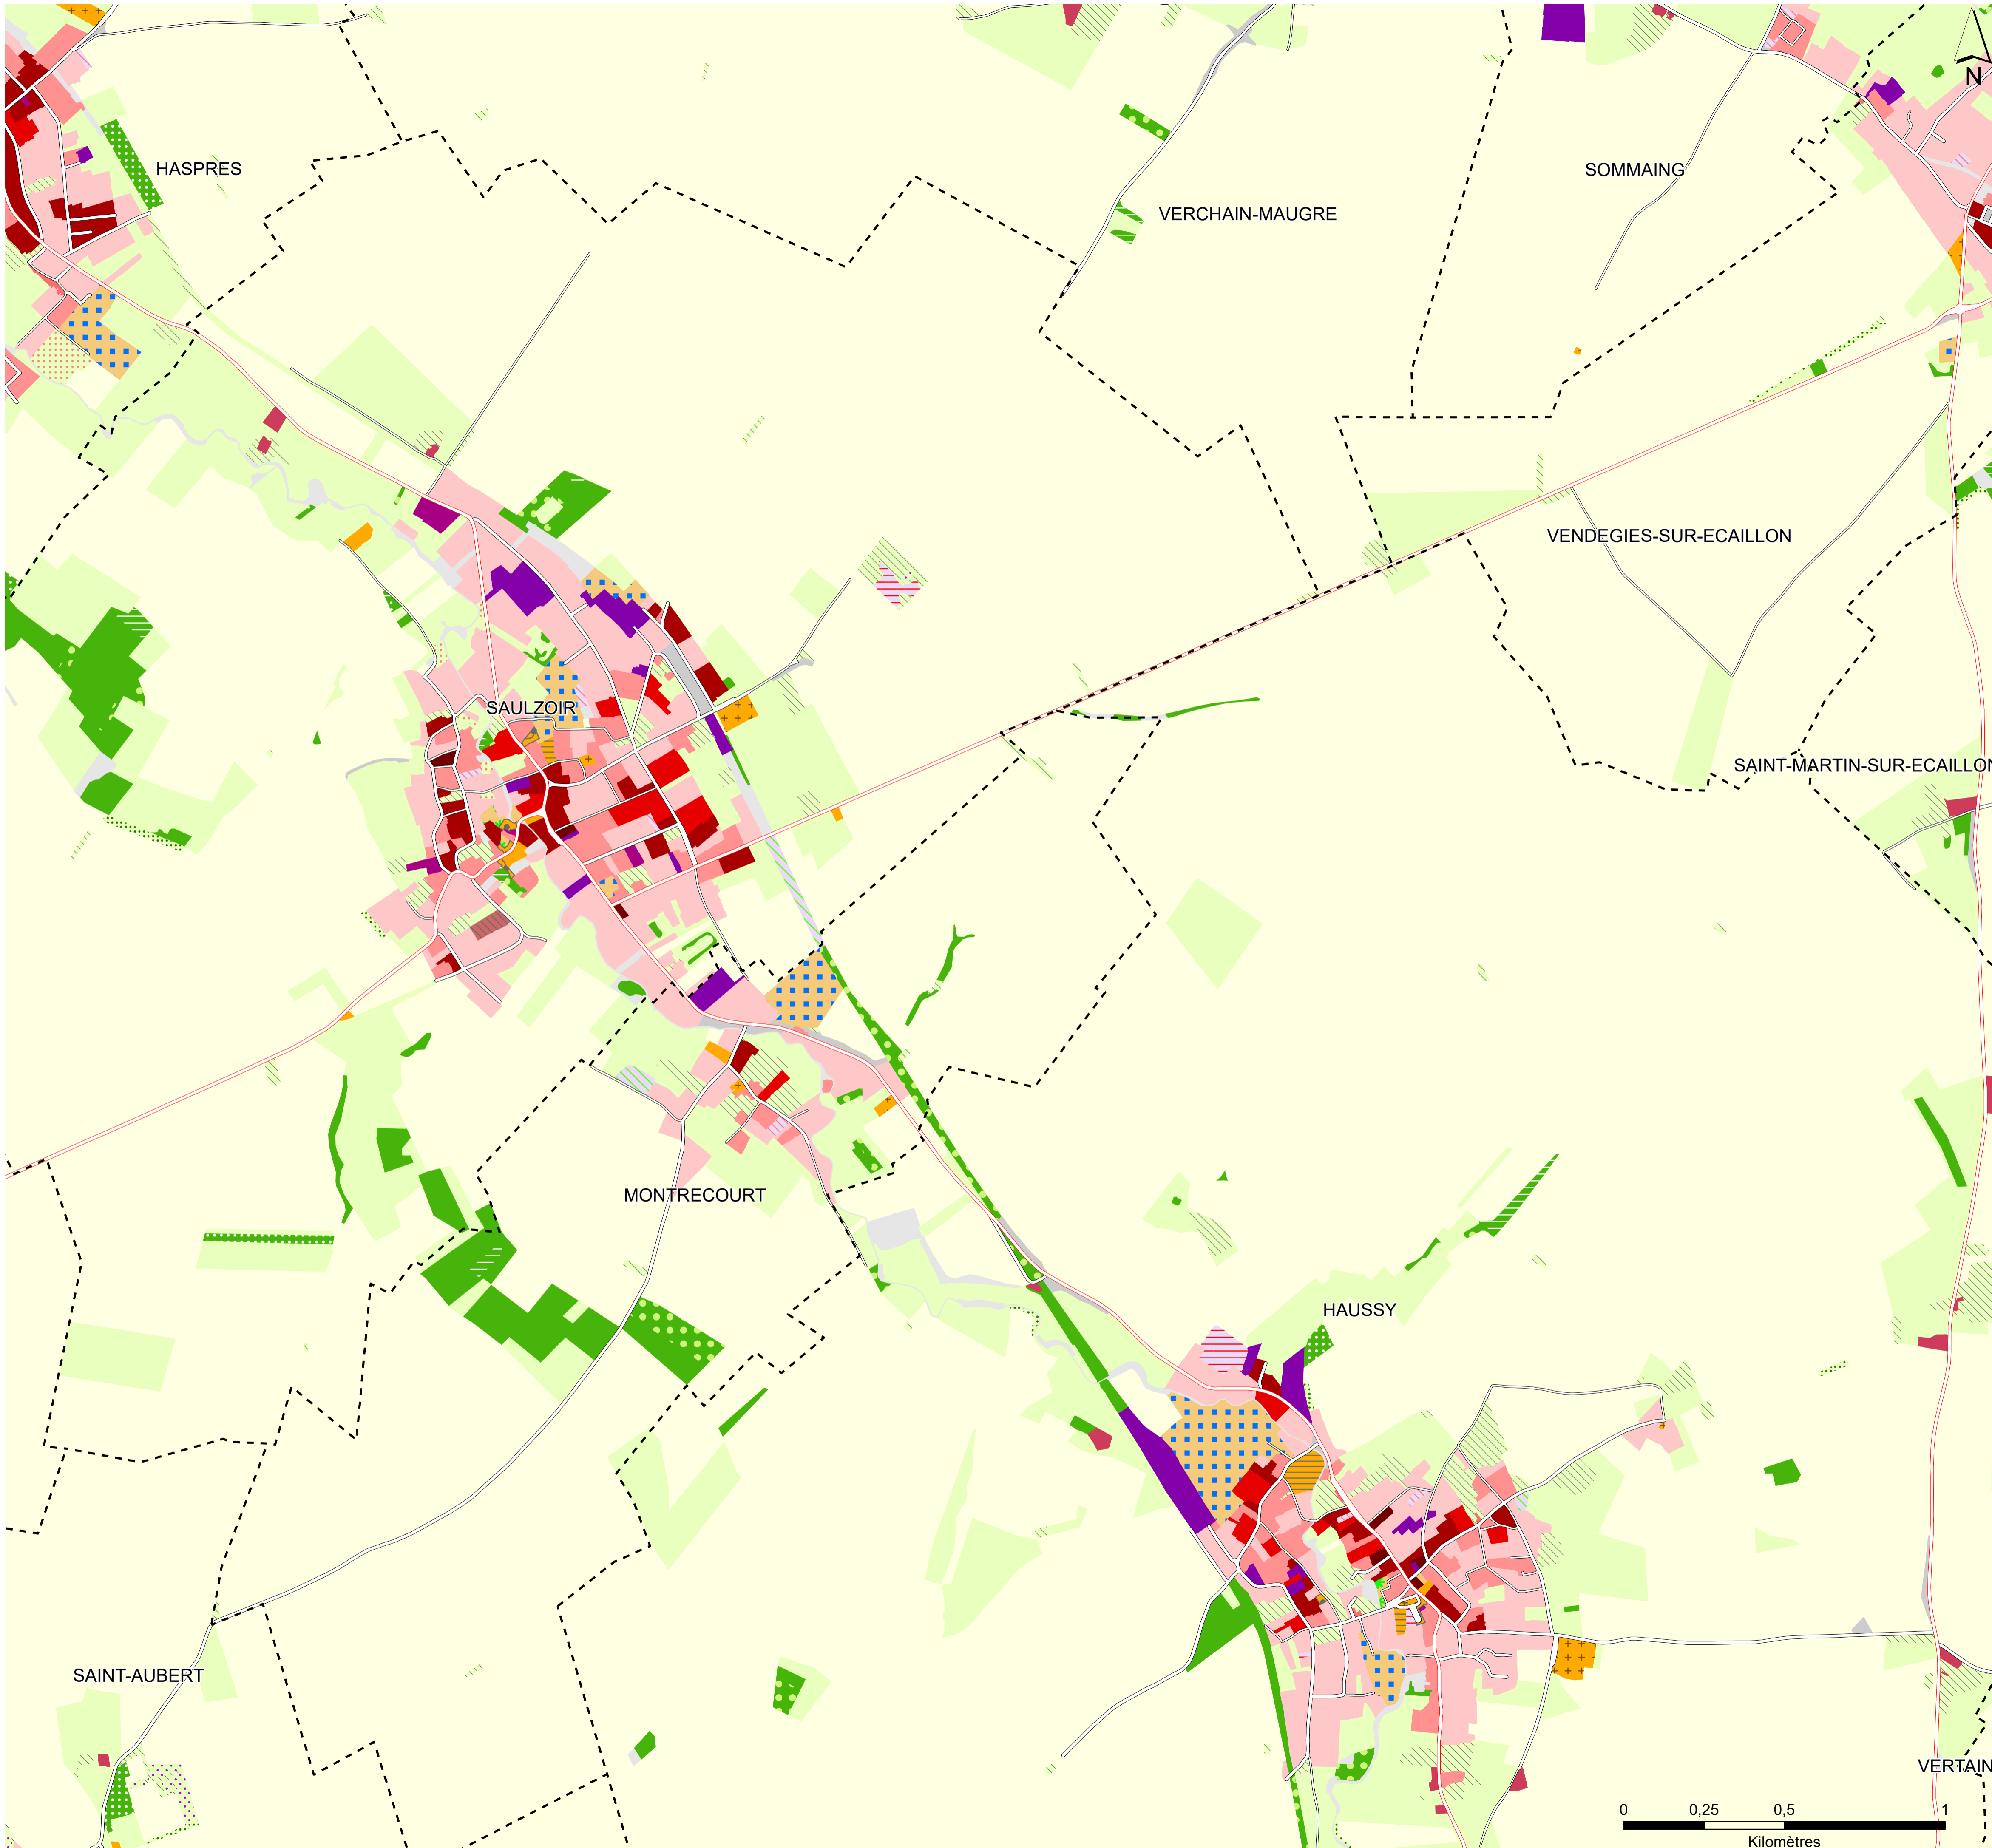 N
HASPRES
SOMMAING
VERCHAIN-MAUGRE
VENDEGIES-SUR-ECAILLON
SAULZOIR
SAINT-MARTIN-SUR-ECAILLON
MONTRECOURT
HAUSSY
SAINT-AUBERT
VERTAIN
0 0,25 0,5 1
Kilomètres